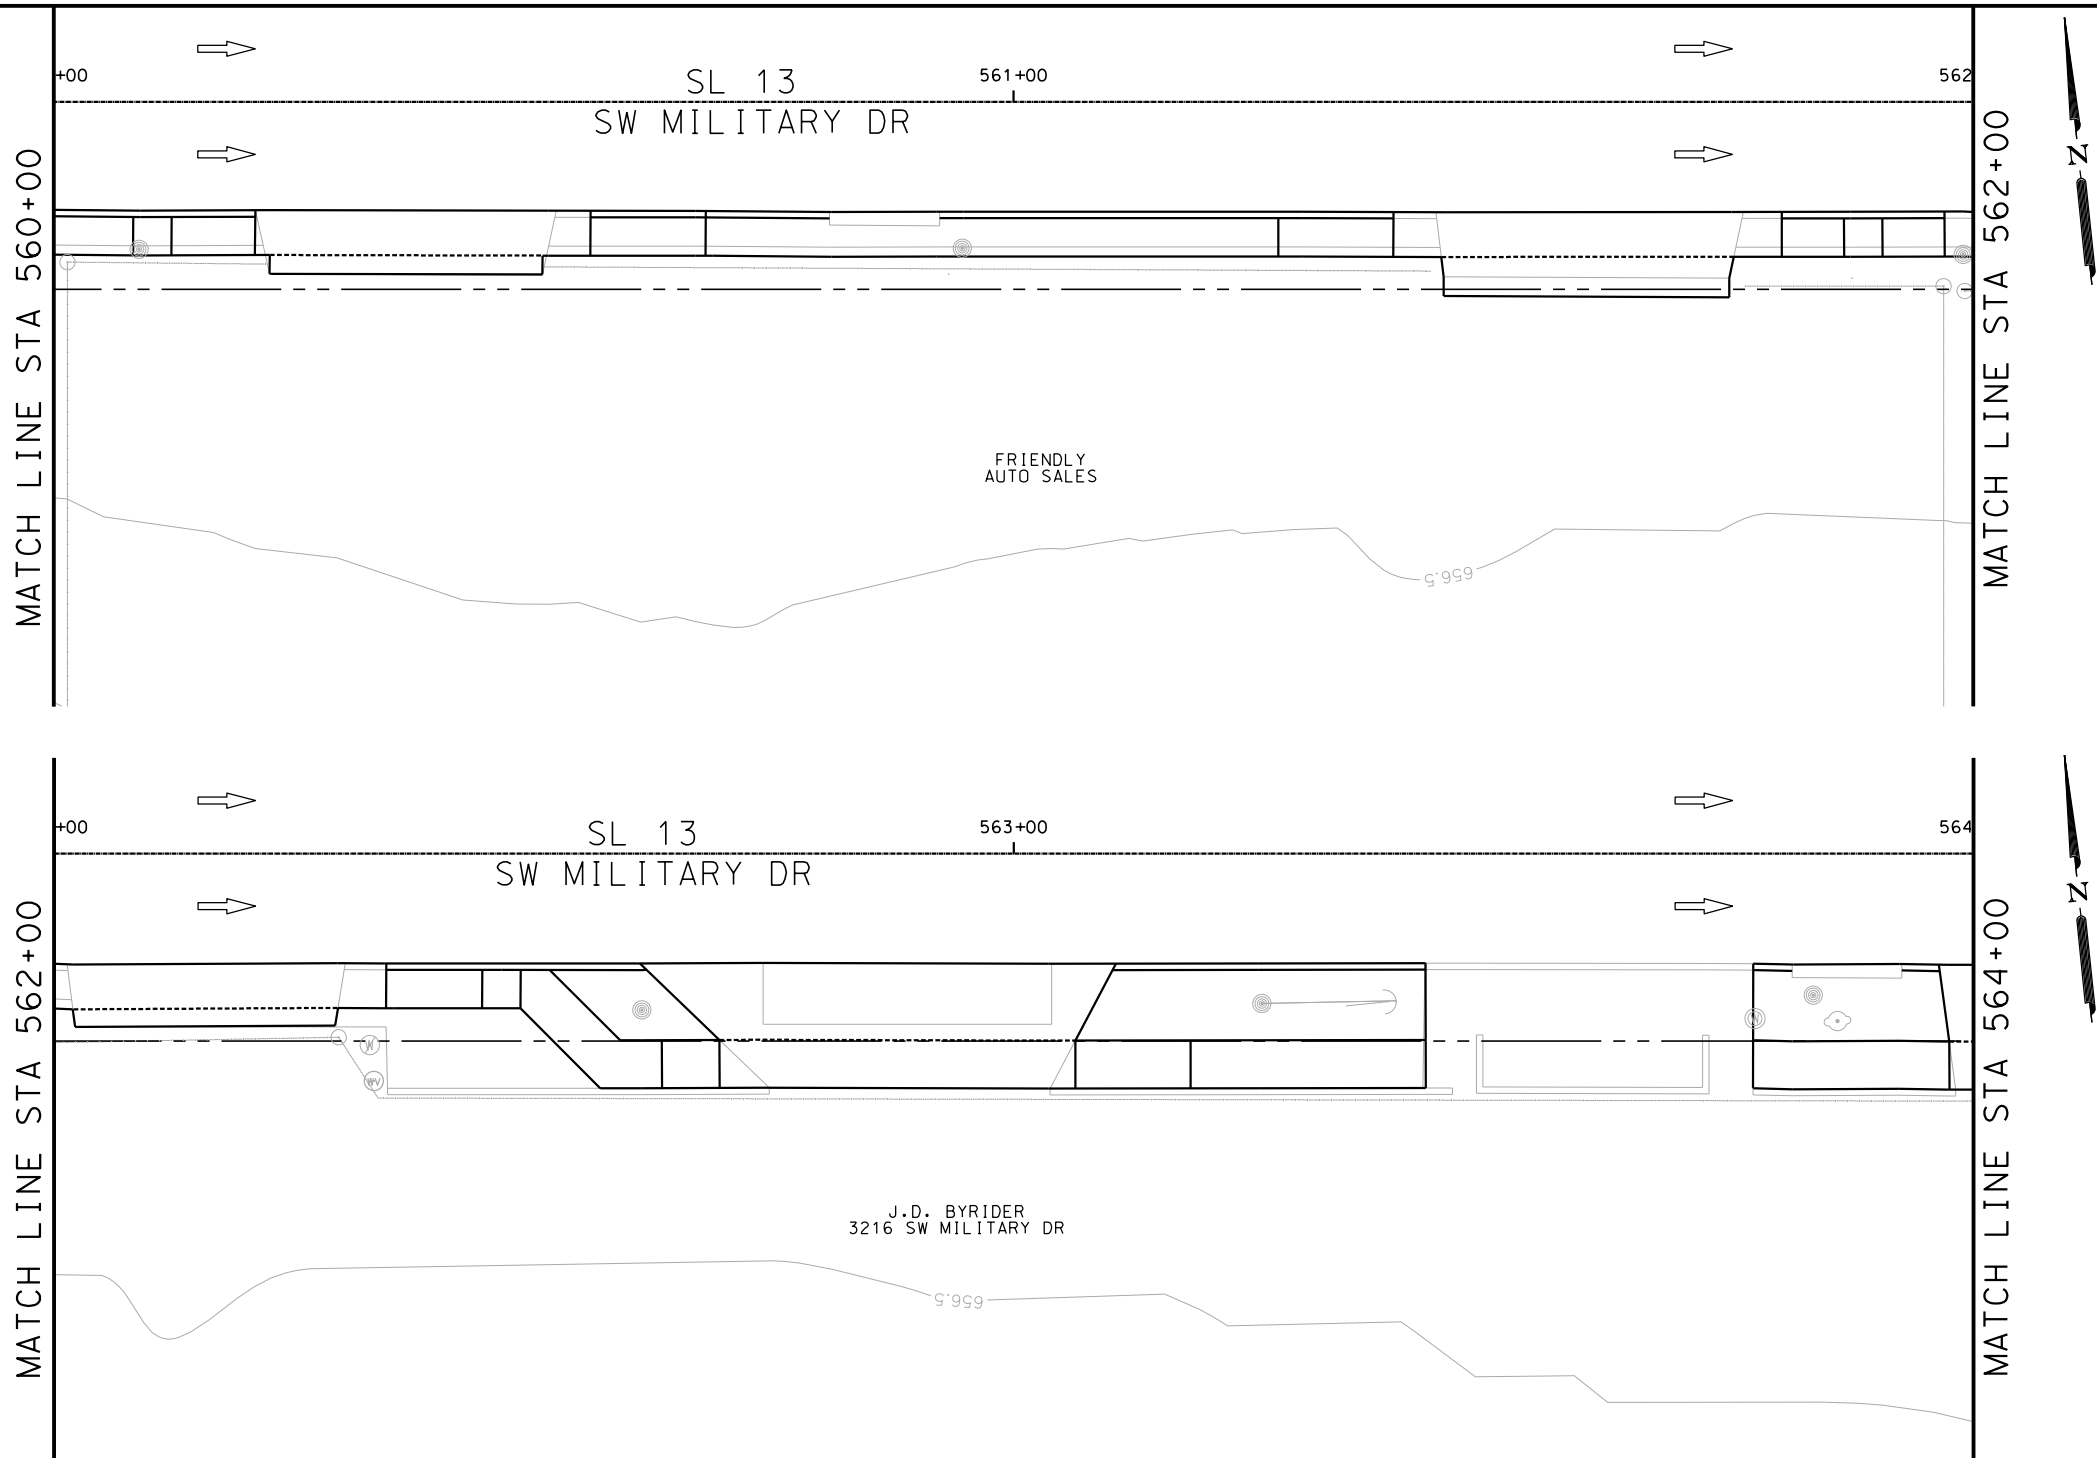 +00
SL 13
561+00
562
SW MILITARY DR
MATCH LINE STA 560+00
MATCH LINE STA 562+00
N
FRIENDLY
AUTO SALES
656.5
+00
SL 13
563+00
564
SW MILITARY DR
MATCH LINE STA 562+00
MATCH LINE STA 564+00
N
W
WV
J.D. BYRIDER
3216 SW MILITARY DR
656.5